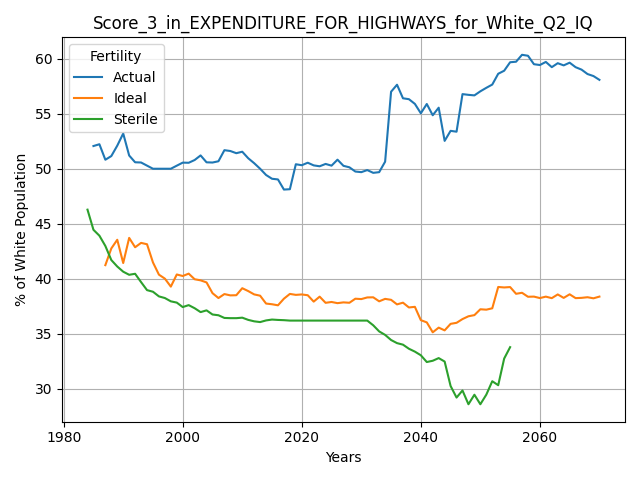 Score_3_in_EXPENDITURE_FOR_HIGHWAYS_for_White_Q2_IQ
Fertility
Actual
Ideal
Sterile
% of White Population
60
55
50
45
40
35
30
1980
2000
2020
2040
2060
Years